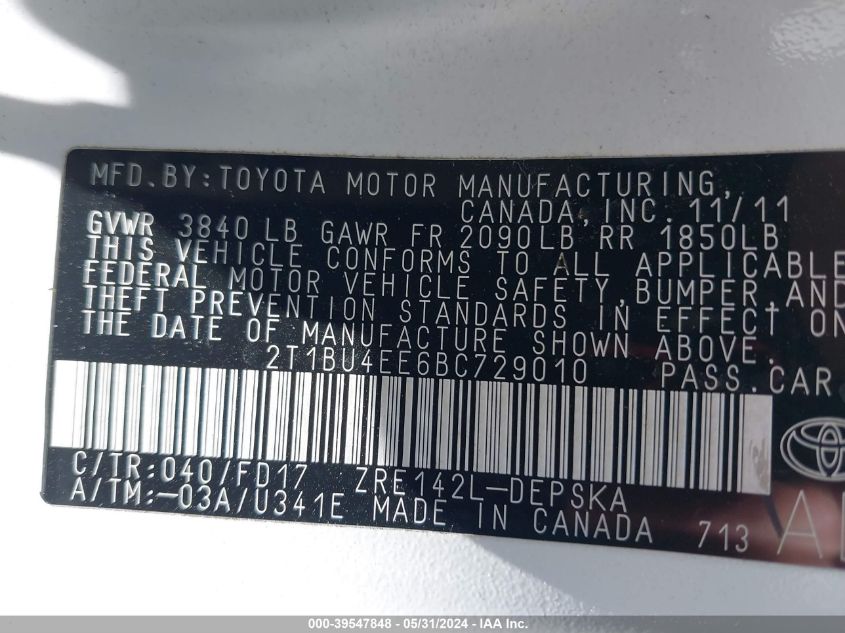 MFD.BY:TOYOTA MOTOR MANUFACTURING,
CANADA, INC. 11/11
GVWR 3840 LB GAWR FR 2090LB RR 1850LB
THIS VEHICLE CONFORMS TO ALL APPLICABLE
FEDERAL MOTOR VEHICLE SAFETY, BUMPER, AND
THEFT PREVENTION STANDARDS IN EFFECT ON
THE DATE OF MANUFACTURE SHOWN ABOVE.
2T1BU4EE6BC729010 PASS.CAR
C/TR:040/FD17 ZRE142L-DEPSKA
A/TM:-03A/U341E MADE IN CANADA 713
000-39547848 - 05/31/2024 - IAA Inc.